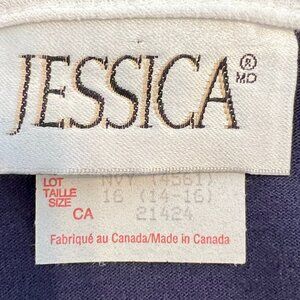 JESSICA ®
MD
LOT
TAILLE 16 (14-16)
SIZE
CA 21424
Fabriqué au Canada/Made in Canada